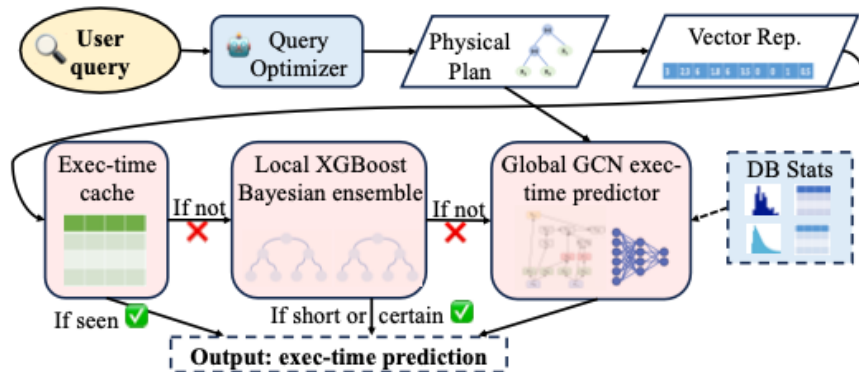 User
query
Query
Optimizer
Physical
Plan
Vector Rep.
Exec-time
cache
If not
Local XGBoost
Bayesian ensemble
If not
Global GCN exec-
time predictor
DB Stats
If seen
If short or certain
Output: exec-time prediction